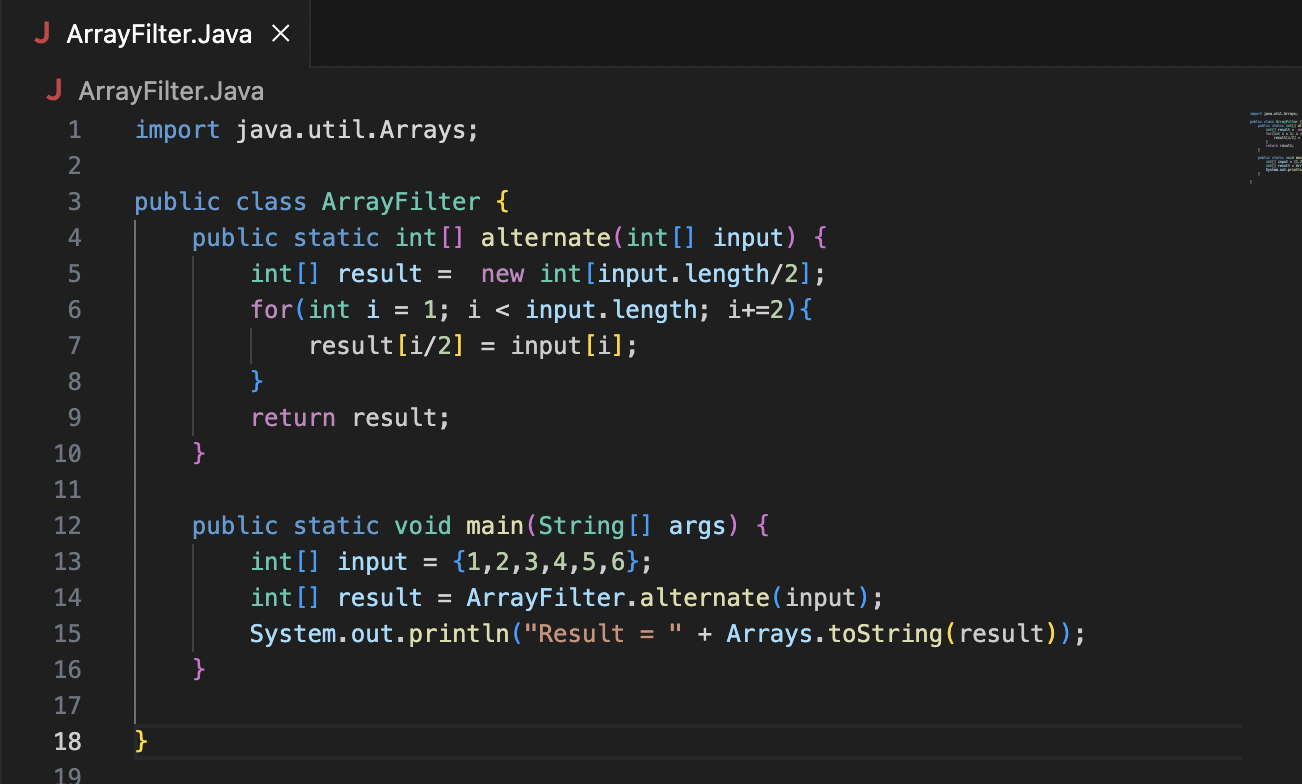 ArrayFilter.Java
ArrayFilter.Java
1 import java.util.Arrays;
2
3 public class ArrayFilter {
4     public static int[] alternate(int[] input) {
5         int[] result =  new int[input.length/2];
6         for(int i = 1; i < input.length; i+=2){
7             result[i/2] = input[i];
8         }
9         return result;
10     }
11
12     public static void main(String[] args) {
13         int[] input = {1,2,3,4,5,6};
14         int[] result = ArrayFilter.alternate(input);
15         System.out.println("Result = " + Arrays.toString(result));
16     }
17
18 }
19